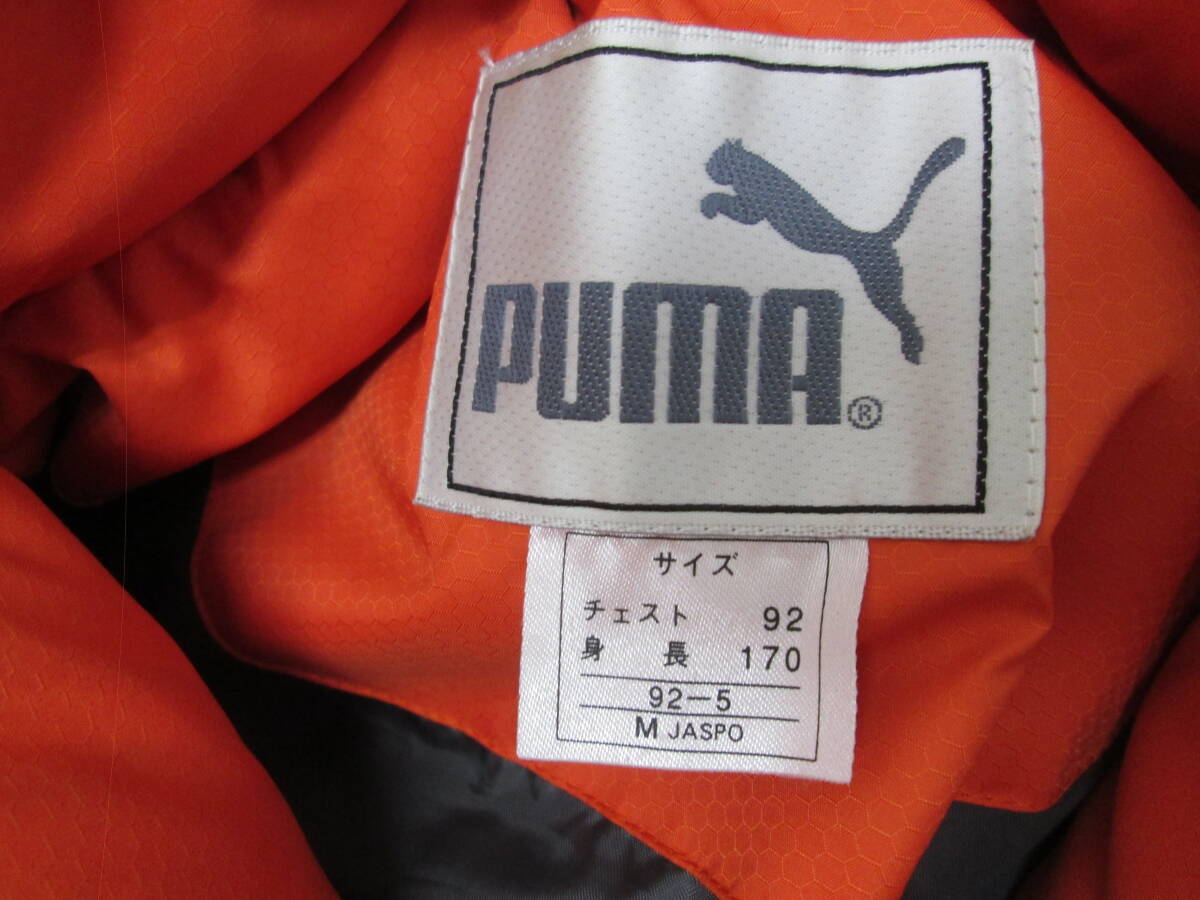 PUMA®
サイズ
チェスト 92
身長 170
92-5
M JASPO